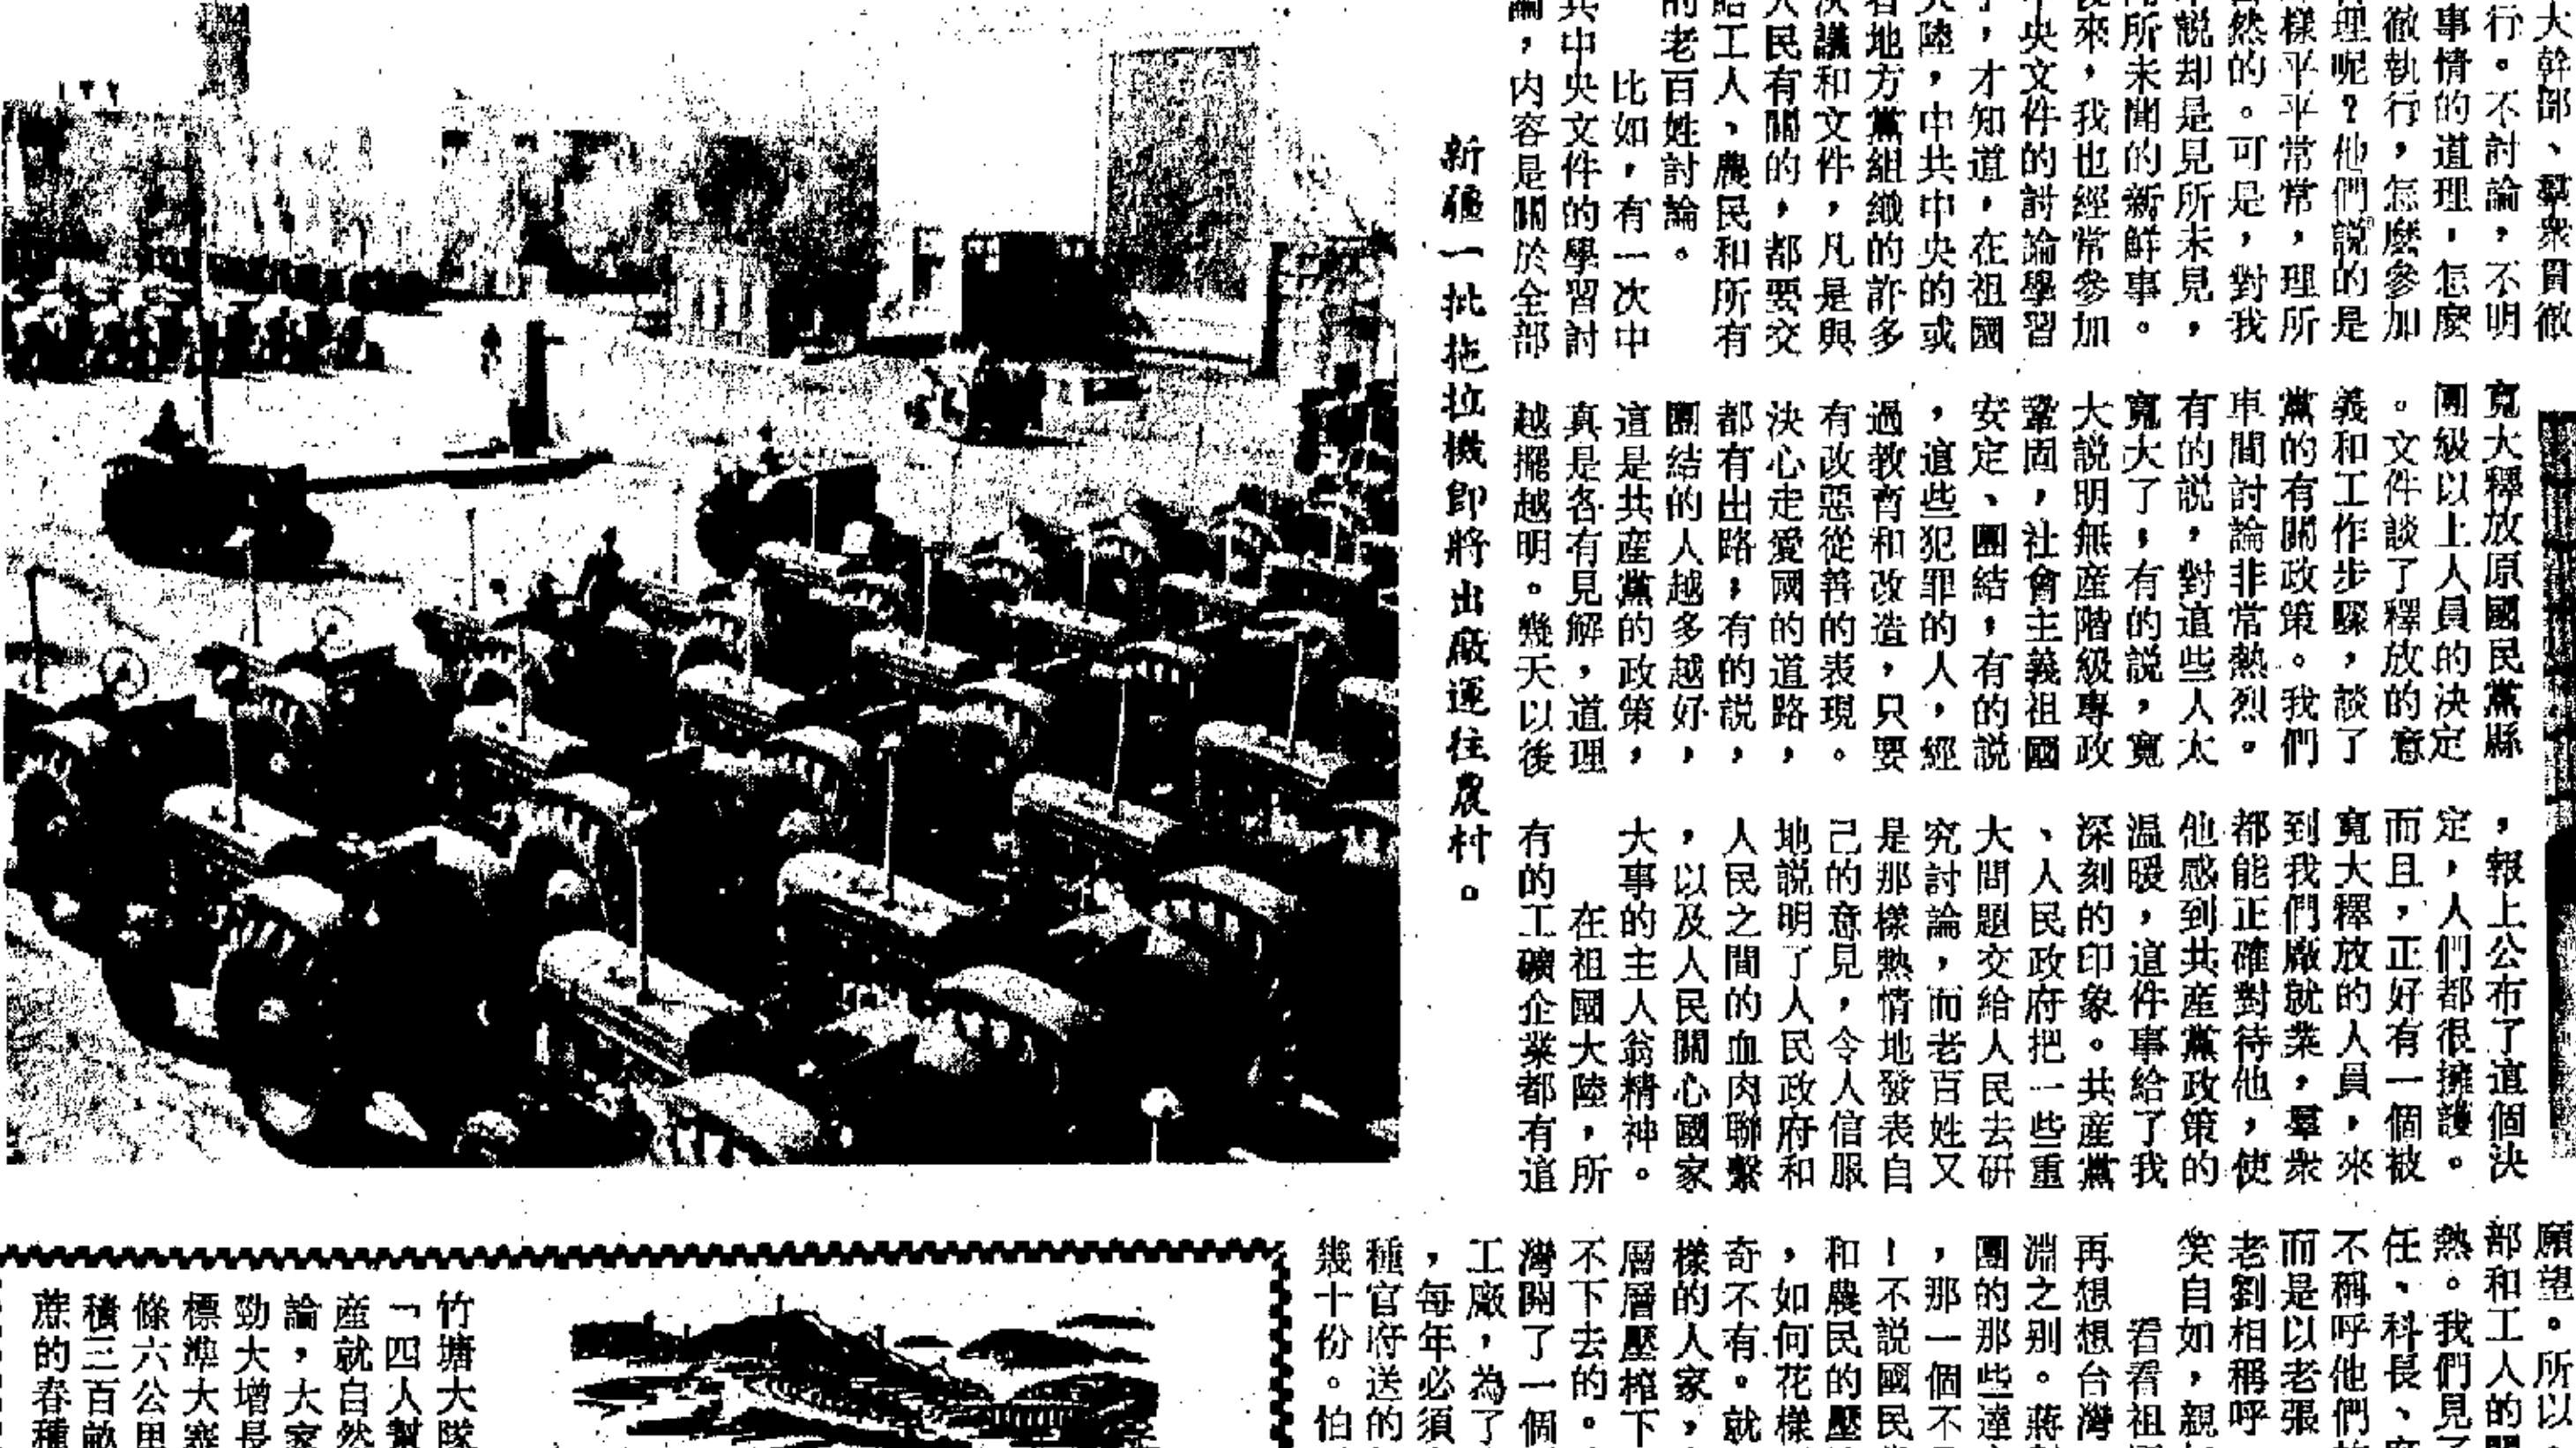 大幹部、羣衆貫徹
行。不討論,不明
事情的道理,怎麼
徹執行,怎麼參加
理呢?他們説的是
樣平平常常,理所
然的。可是,對我
説却是見所未見,
所未聞的新鮮事。
來,我也經常參加
中央文件的討論學習
,才知道,在祖國
大陸,中共中央的或
地方黨組織的許多
決議和文件,凡是與
人民有關的,都要交
給工人、農民和所有
的老百姓討論。
比如,有一次中
共中央文件的學習討
論,内容是關於全部
寬大釋放原國民黨縣
團級以上人員的決定
。文件談了釋放的意
義和工作步驟,談了
黨的有關政策。我們
車間討論非常熱烈。
有的説,對這些人太
寬大了,有的説,寬
大説明無産階級專政
鞏固,社會主義祖國
安定、團結,有的説
,這些犯罪的人,經
過教育和改造,只要
有改惡從善的表現。
決心走愛國的道路,
都有出路;有的説,
團結的人越多越好,
這是共産黨的政策,
真是各有見解,道理
越擺越明。幾天以後
,報上公布了這個決
定,人們都很擁護。
而且,正好有一個被
寬大釋放的人員,來
到我們廠就業,羣衆
都能正確對待他,使
他感到共産黨政策的
温暖,這件事給了我
深刻的印象。共産黨
、人民政府把一些重
大問題交給人民去研
究討論,而老百姓又
是那樣熱情地發表自
己的意見,令人信服
地説明了人民政府和
人民之間的血肉聯繫
,以及人民關心國家
大事的主人翁精神。
在祖國大陸,所
有的工礦企業都有這
願望。所以
部和工人的
熱。我們見了
任、科長、
不稱呼他們
而是以老張
老劉相稱呼
笑自如,親
看看祖
再想想台灣
淵之別。蔣
團的那些達
,那一個不
!不説國民
和農民的壓
,如何花樣
奇不有。就
樣的人家,
層層壓榨下
不下去的。
灣開了一個
工廠,為了
,每年必須
種官府送的
幾十份。怕
新疆一批拖拉機即將出廠運往農村。
竹塘大隊
「四人幫
産就自然
論,大家
勁大增長
標準大寨
條六公里
積三百畝
蔗的春種